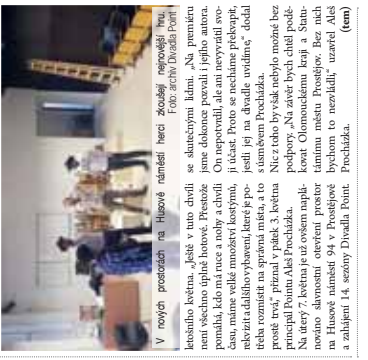 V nových prostorách na Husově náměstí herci zkoušejí nejnovější hru.
Foto: archiv Divadla Point
letošního května. „Ještě v tuto chvíli
není všechno úplně hotové. Přestože
pomáhá, kdo má ruce a nohy a chvíli
času, máme velké množství kostýmů,
rekvizit a dalšího vybavení, které je po-
třeba rozmístit na správná místa, a to
prostě trvá,“ přiznal v pátek 3. května
principál Pointu Aleš Procházka.
Na úterý 7. května je už ovšem naplá-
nováno slavnostní otevření prostor
na Husově náměstí 94 v Prostějově
a zahájení 14. sezóny Divadla Point.
se skutečnými lidmi. „Na premiéru
jsme dokonce pozvali i jejího autora.
On nepotvrdil, ale ani nevyvrátil svo-
ji účast. Proto se necháme překvapit,
jestli jej na divadle uvidíme,“ dodal
s úsměvem Procházka.
Nic z toho by však nebylo možné bez
podpory. „Na závěr bych chtěl podě-
kovat Olomouckému kraji a Statu-
tárnímu městu Prostějov. Bez nich
bychom to nezvládli,“ uzavřel Aleš
Procházka. (tem)